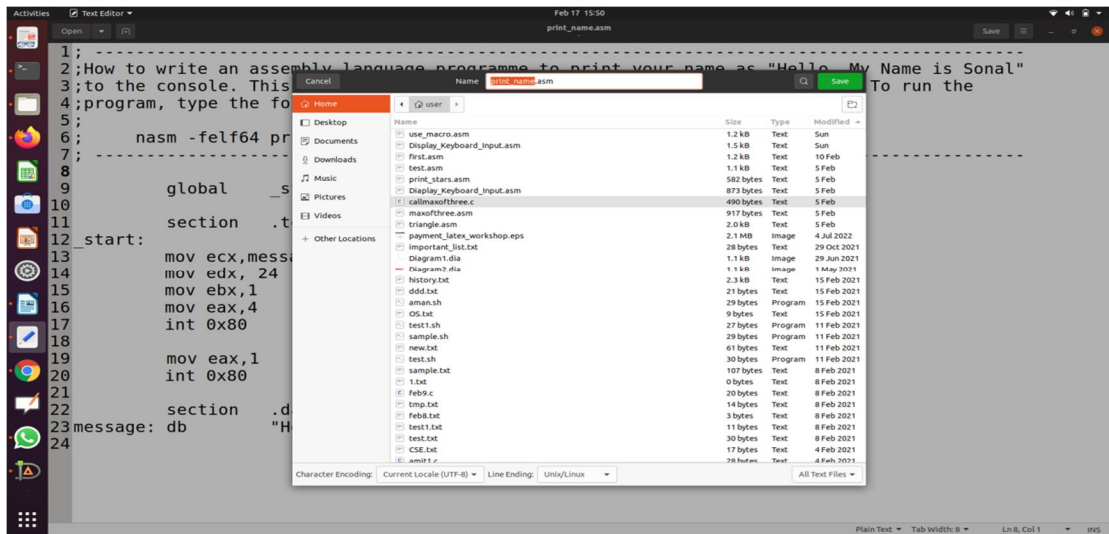 Activities Text Editor Feb 17 15:50
Open print_name.asm Save
1 ; ------------------------------------------------------------------------------------------
2 ;How to write an assembly language programme to print your name as "Hello, My Name is Sonal"
3 ;to the console. This To run the
4 ;program, type the fo
5 ;
6 ; nasm -felf64 pr
7 ; ------------------------------------------------------------------------------------------
8
9 global _s
10
11 section .t
12 _start:
13 mov ecx,messa
14 mov edx, 24
15 mov ebx,1
16 mov eax,4
17 int 0x80
18
19 mov eax,1
20 int 0x80
21
22 section .d
23 message: db "H
24
Cancel Name print_name.asm Save
Home
Desktop
Documents
Downloads
Music
Pictures
Videos
+ Other Locations
user
Name Size Type Modified
use_macro.asm 1.2 kB Text Sun
Display_Keyboard_Input.asm 1.5 kB Text Sun
first.asm 1.2 kB Text 10 Feb
test.asm 1.1 kB Text 5 Feb
print_stars.asm 582 bytes Text 5 Feb
Diaplay_Keyboard_Input.asm 873 bytes Text 5 Feb
callmaxofthree.c 490 bytes Text 5 Feb
maxofthree.asm 917 bytes Text 5 Feb
triangle.asm 2.0 kB Text 5 Feb
payment_latex_workshop.eps 2.1 MB Image 4 Jul 2022
important_list.txt 28 bytes Text 29 Oct 2021
Diagram1.dia 1.1 kB Image 29 Jun 2021
Diagram2.dia 1.1 kB Image 1 May 2021
history.txt 2.3 kB Text 15 Feb 2021
ddd.txt 21 bytes Text 15 Feb 2021
aman.sh 29 bytes Program 15 Feb 2021
OS.txt 9 bytes Text 15 Feb 2021
test1.sh 27 bytes Program 11 Feb 2021
sample.sh 29 bytes Program 11 Feb 2021
new.txt 61 bytes Text 11 Feb 2021
test.sh 30 bytes Program 11 Feb 2021
sample.txt 107 bytes Text 8 Feb 2021
1.txt 0 bytes Text 8 Feb 2021
feb9.c 20 bytes Text 8 Feb 2021
tmp.txt 14 bytes Text 8 Feb 2021
feb8.txt 3 bytes Text 8 Feb 2021
test1.txt 11 bytes Text 8 Feb 2021
test.txt 30 bytes Text 8 Feb 2021
CSE.txt 17 bytes Text 4 Feb 2021
amit1.c 28 bytes Text 4 Feb 2021
Character Encoding: Current Locale (UTF-8) Line Ending: Unix/Linux All Text Files
Plain Text Tab Width: 8 Ln 8, Col 1 INS